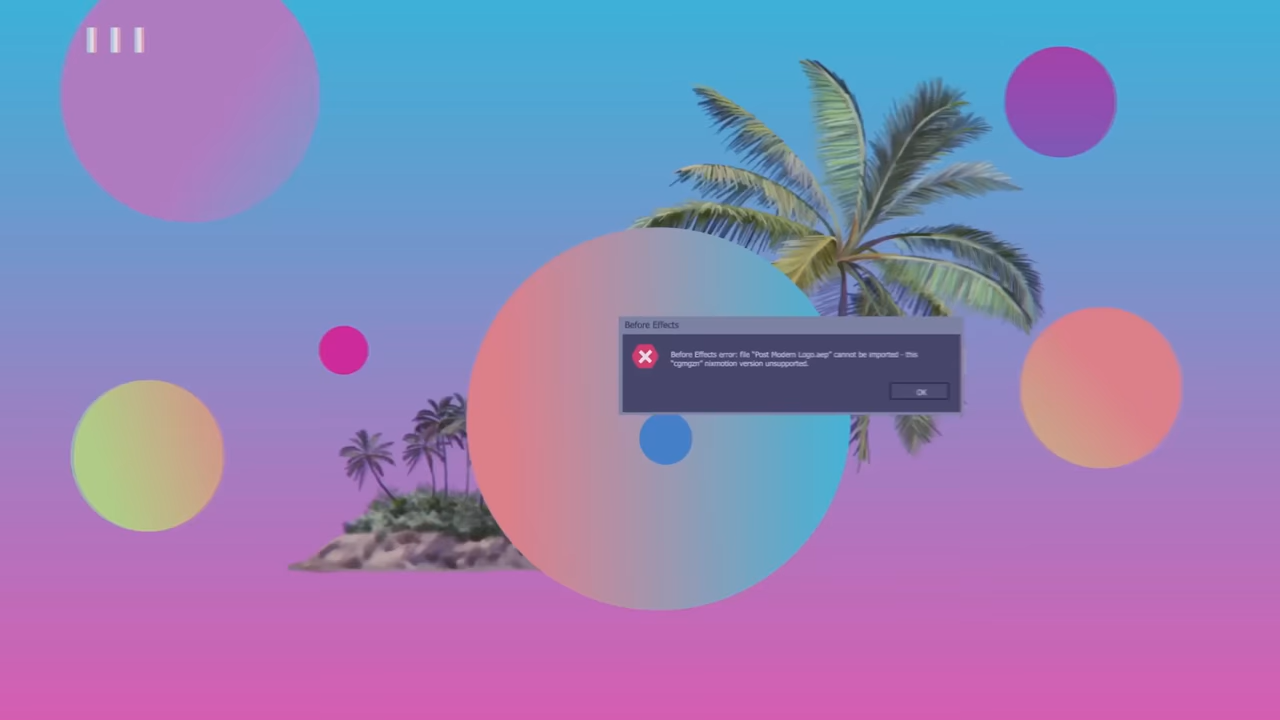 Before Effects
Before Effects error: file "Post Modern Logo.aep" cannot be imported - this
"cgmgzn" nixmotion version unsupported.
OK